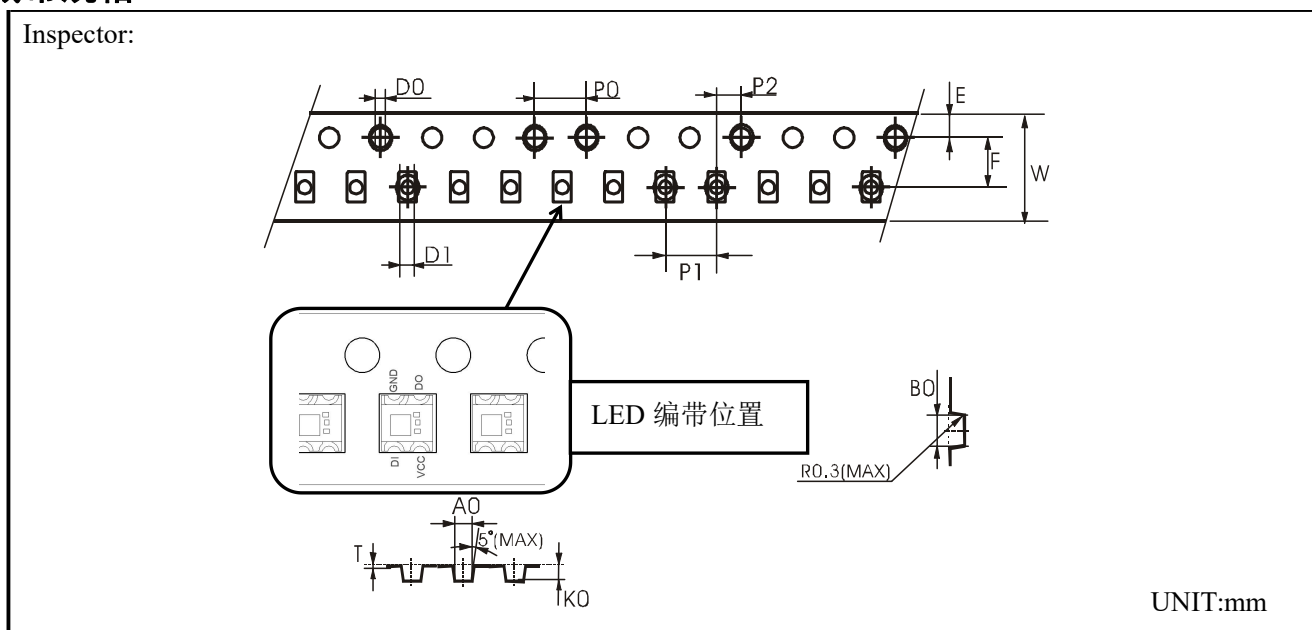 Inspector:
D0
P0
P2
E
F
W
D1
P1
GND
DO
DI
VCC
LED 编带位置
B0
R0.3(MAX)
A0
5°(MAX)
T
K0
UNIT:mm